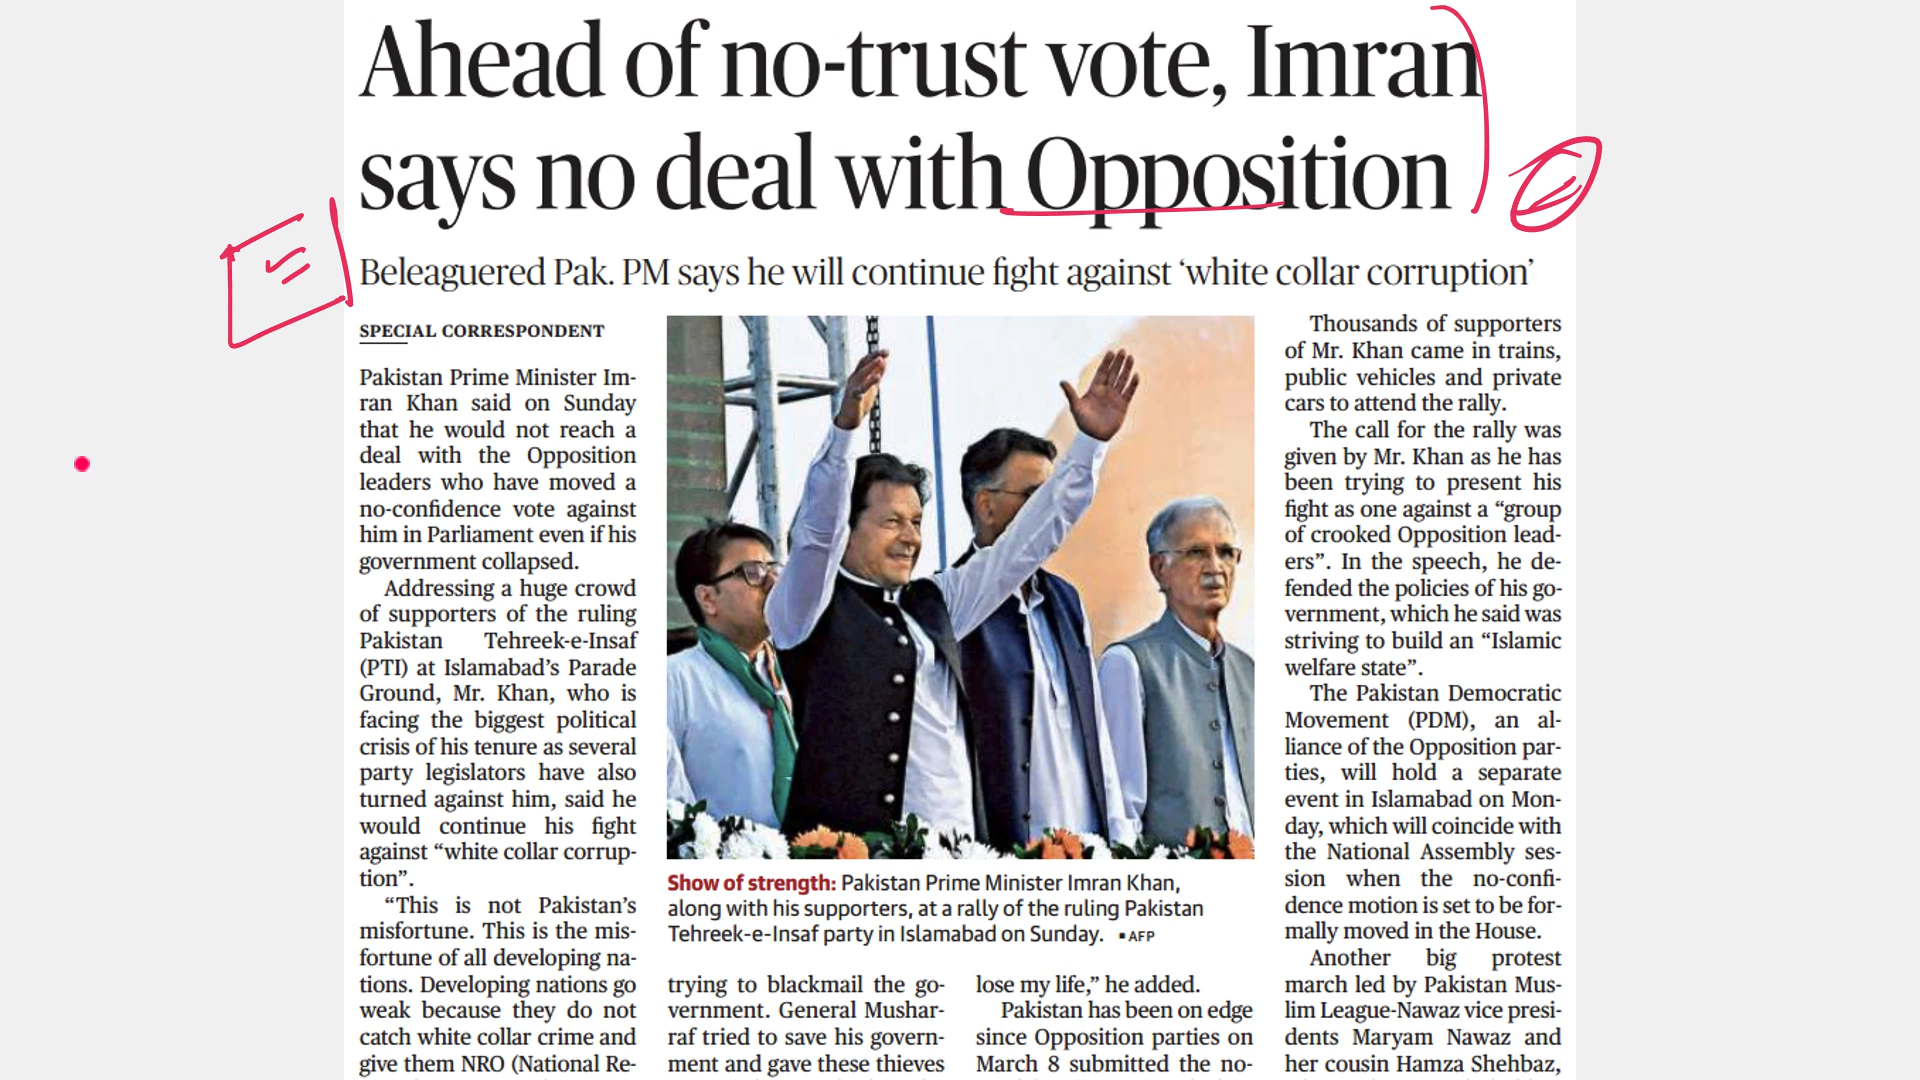 Ahead of no-trust vote, Imran
says no deal with Opposition
Beleaguered Pak. PM says he will continue fight against ‘white collar corruption’
SPECIAL CORRESPONDENT
Pakistan Prime Minister Im-
ran Khan said on Sunday
that he would not reach a
deal with the Opposition
leaders who have moved a
no-confidence vote against
him in Parliament even if his
government collapsed.
Addressing a huge crowd
of supporters of the ruling
Pakistan Tehreek-e-Insaf
(PTI) at Islamabad’s Parade
Ground, Mr. Khan, who is
facing the biggest political
crisis of his tenure as several
party legislators have also
turned against him, said he
would continue his fight
against “white collar corrup-
tion”.
“This is not Pakistan’s
misfortune. This is the mis-
fortune of all developing na-
tions. Developing nations go
weak because they do not
catch white collar crime and
give them NRO (National Re-
Show of strength: Pakistan Prime Minister Imran Khan,
along with his supporters, at a rally of the ruling Pakistan
Tehreek-e-Insaf party in Islamabad on Sunday. ▪ AFP
trying to blackmail the go-
vernment. General Mushar-
raf tried to save his govern-
ment and gave these thieves
lose my life,” he added.
Pakistan has been on edge
since Opposition parties on
March 8 submitted the no-
Thousands of supporters
of Mr. Khan came in trains,
public vehicles and private
cars to attend the rally.
The call for the rally was
given by Mr. Khan as he has
been trying to present his
fight as one against a “group
of crooked Opposition lead-
ers”. In the speech, he de-
fended the policies of his go-
vernment, which he said was
striving to build an “Islamic
welfare state”.
The Pakistan Democratic
Movement (PDM), an al-
liance of the Opposition par-
ties, will hold a separate
event in Islamabad on Mon-
day, which will coincide with
the National Assembly ses-
sion when the no-confi-
dence motion is set to be for-
mally moved in the House.
Another big protest
march led by Pakistan Mus-
lim League-Nawaz vice presi-
dents Maryam Nawaz and
her cousin Hamza Shehbaz,